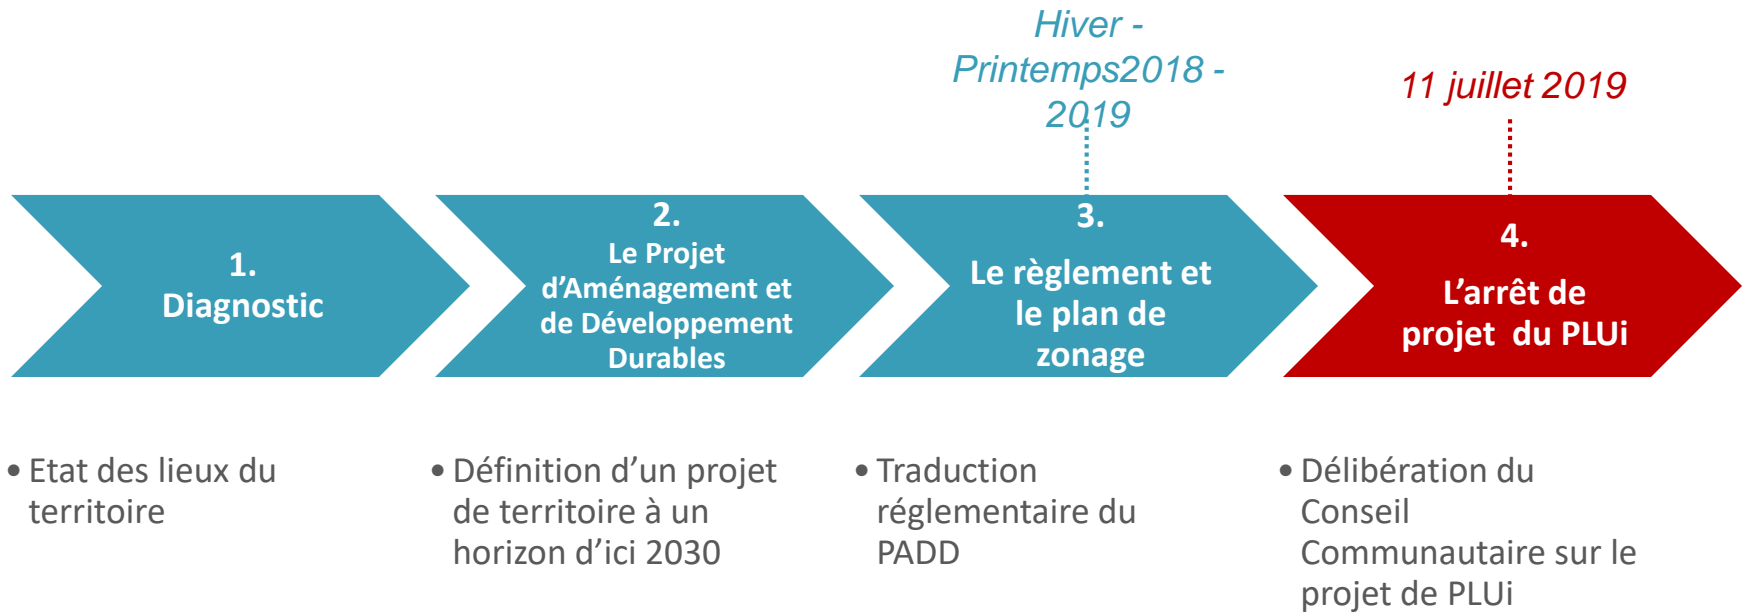 Hiver -
Printemps2018 -
2019
11 juillet 2019
1.
Diagnostic
2.
Le Projet
d’Aménagement et
de Développement
Durables
3.
Le règlement et
le plan de
zonage
4.
L’arrêt de
projet du PLUi
• Etat des lieux du
territoire
• Définition d’un projet
de territoire à un
horizon d’ici 2030
• Traduction
réglementaire du
PADD
• Délibération du
Conseil
Communautaire sur le
projet de PLUi